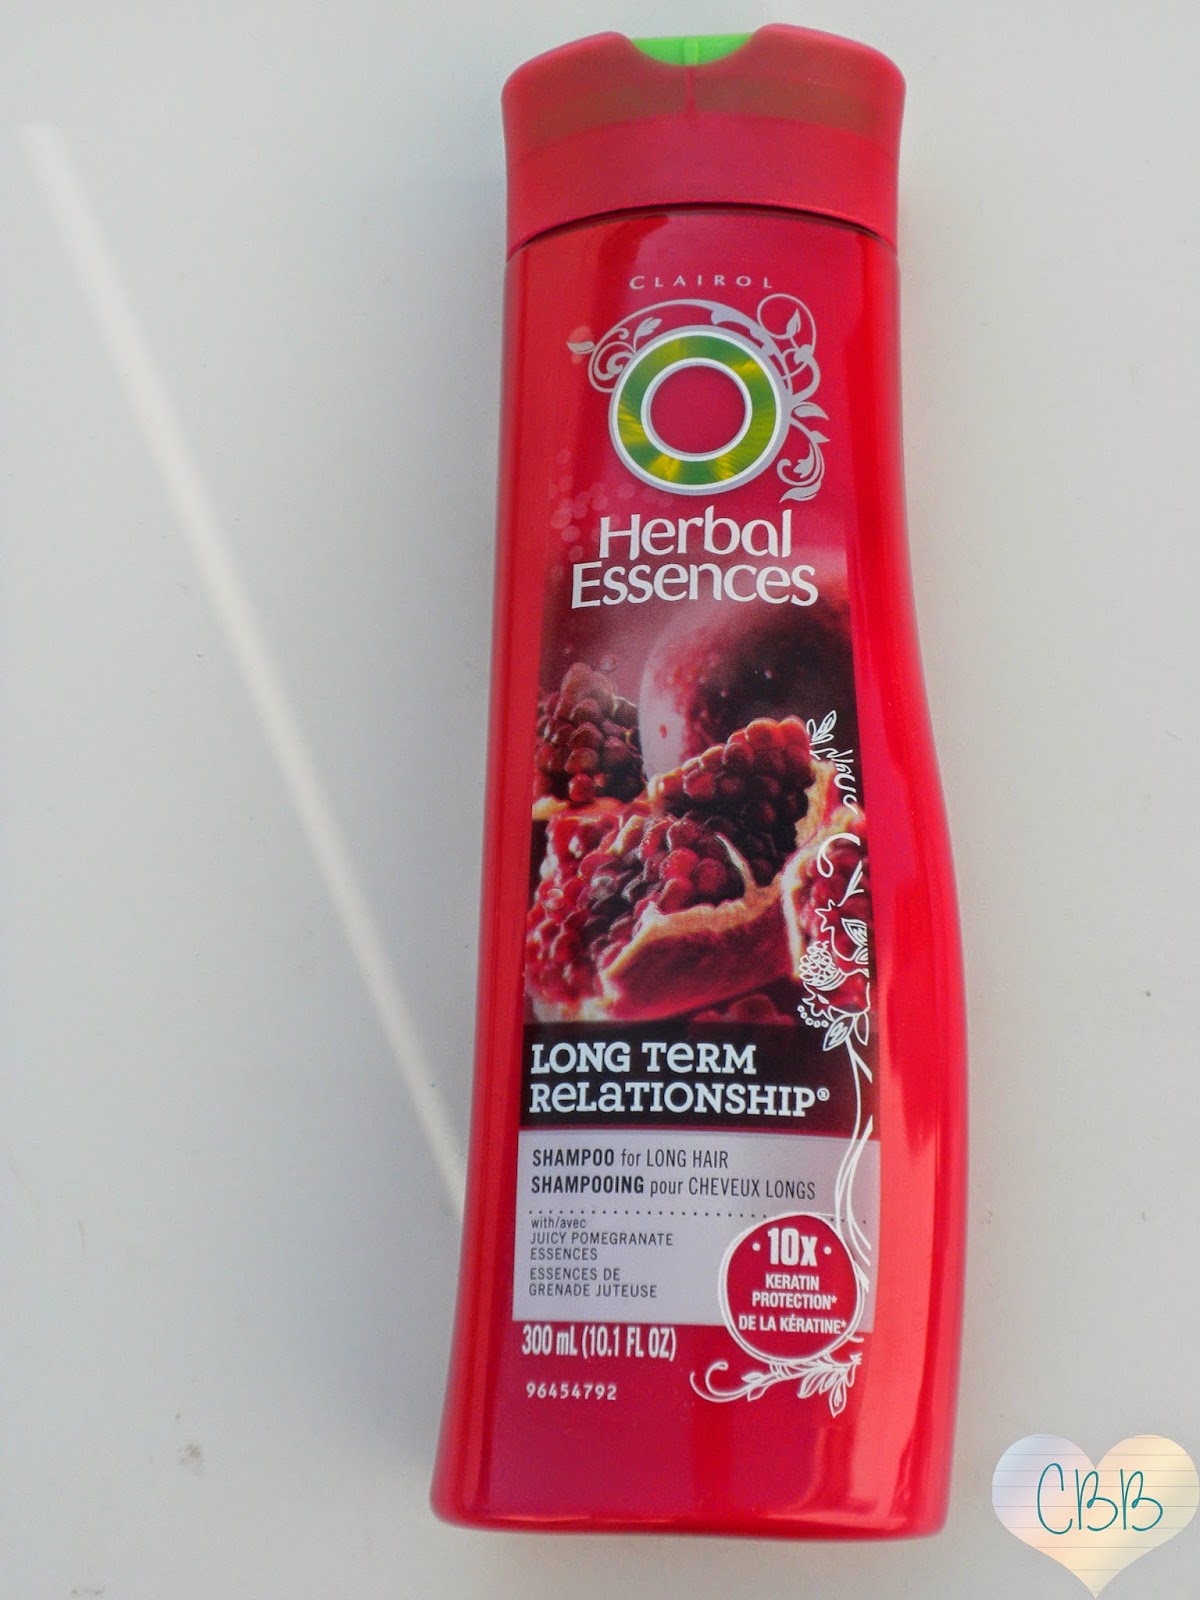 CLAIROL
Herbal
Essences
LONG TeRM
ReLaTIONSHIP®
SHAMPOO for LONG HAIR
SHAMPOOING pour CHEVEUX LONGS
with/avec
JUICY POMEGRANATE
ESSENCES
ESSENCES DE
GRENADE JUTEUSE
• 10x •
KERATIN
PROTECTION*
DE LA KÉRATINE*
300 mL (10.1 FL OZ)
96454792
CBB